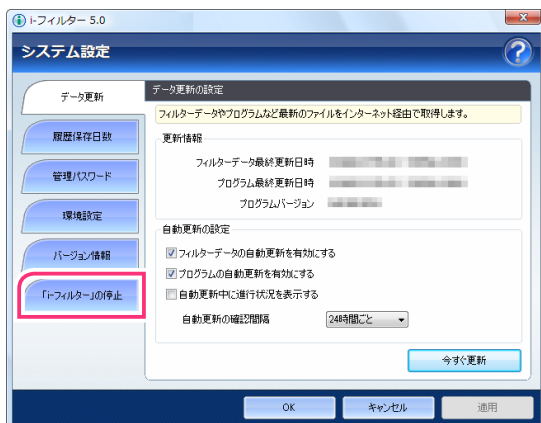 i-フィルター 5.0
システム設定
データ更新
履歴保存日数
管理パスワード
環境設定
バージョン情報
「i-フィルター」の停止
データ更新の設定
フィルターデータやプログラムなど最新のファイルをインターネット経由で取得します。
更新情報
フィルターデータ最終更新日時
プログラム最終更新日時
プログラムバージョン
自動更新の設定
フィルターデータの自動更新を有効にする
プログラムの自動更新を有効にする
自動更新中に進行状況を表示する
自動更新の確認間隔 24時間ごと
今すぐ更新
OK キャンセル 適用